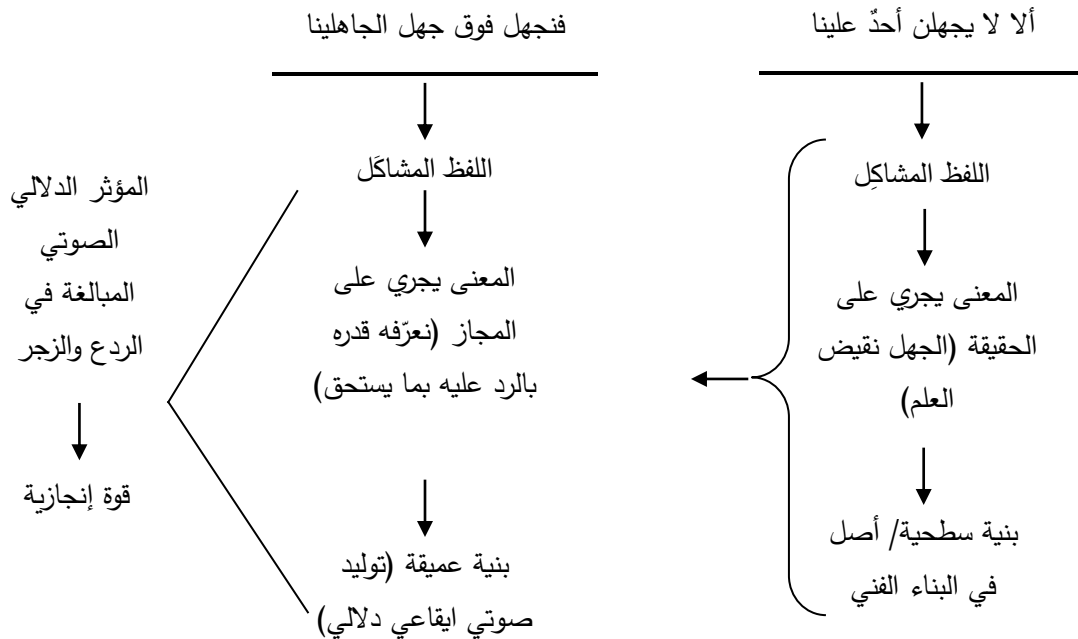 ألا لا يجهلن أحدٌ علينا
اللفظ المشاكِل
المعنى يجري على
الحقيقة (الجهل نقيض
العلم)
بنية سطحية/ أصل
في البناء الفني
فنجهل فوق جهل الجاهلينا
اللفظ المشاكَل
المعنى يجري على
المجاز (نعرّفه قدره
بالرد عليه بما يستحق)
بنية عميقة (توليد
صوتي ايقاعي دلالي)
المؤثر الدلالي
الصوتي
المبالغة في
الردع والزجر
قوة إنجازية